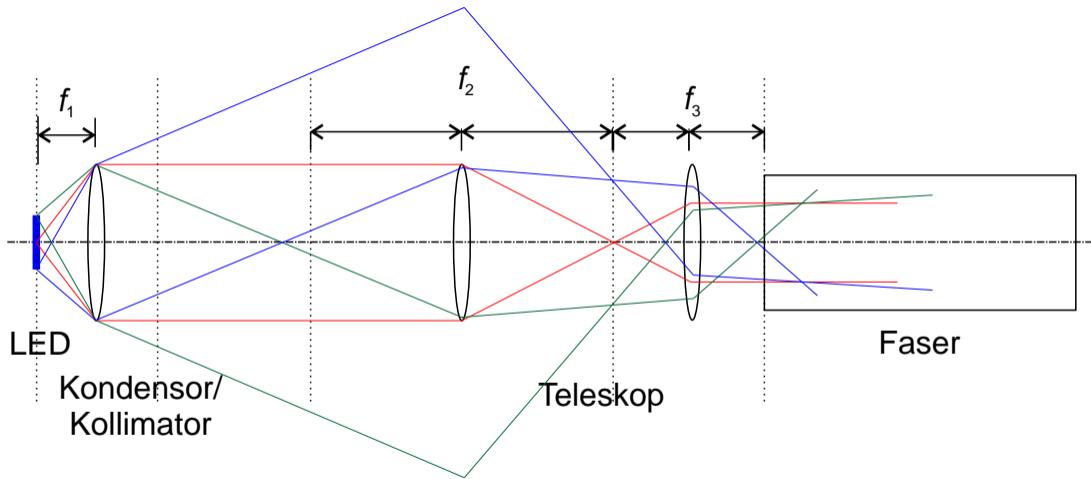 f1
f2
f3
LED
Kondensor/
Kollimator
Teleskop
Faser